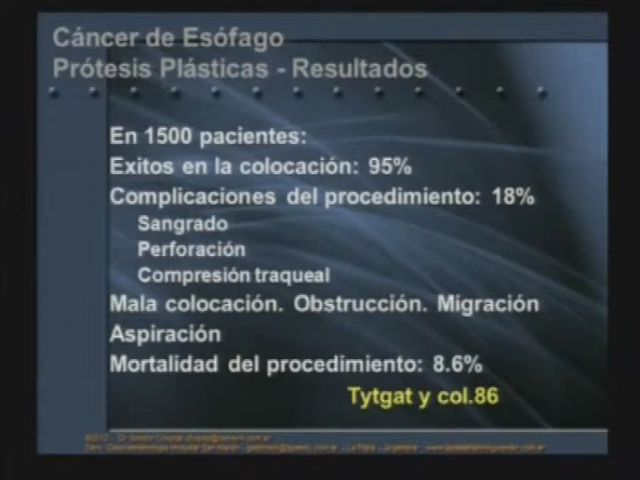 Cáncer de Esófago
Prótesis Plásticas - Resultados
En 1500 pacientes:
Exitos en la colocación: 95%
Complicaciones del procedimiento: 18%
Sangrado
Perforación
Compresión traqueal
Mala colocación. Obstrucción. Migración
Aspiración
Mortalidad del procedimiento: 8.6%
Tytgat y col.86